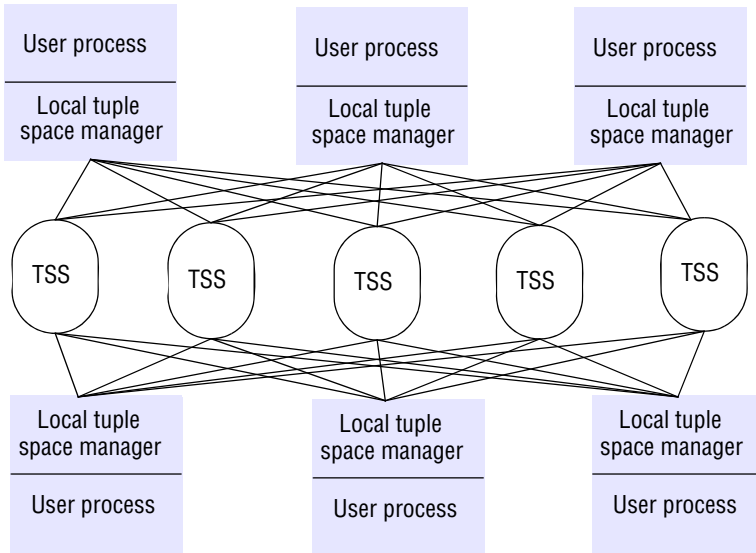 User process
User process
User process
Local tuple
space manager
Local tuple
space manager
Local tuple
space manager
TSS
TSS
TSS
TSS
TSS
Local tuple
space manager
Local tuple
space manager
Local tuple
space manager
User process
User process
User process